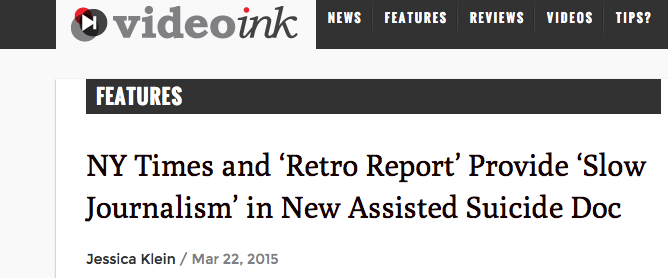 videoink NEWS FEATURES REVIEWS VIDEOS TIPS?
FEATURES
NY Times and ‘Retro Report’ Provide ‘Slow
Journalism’ in New Assisted Suicide Doc
Jessica Klein / Mar 22, 2015